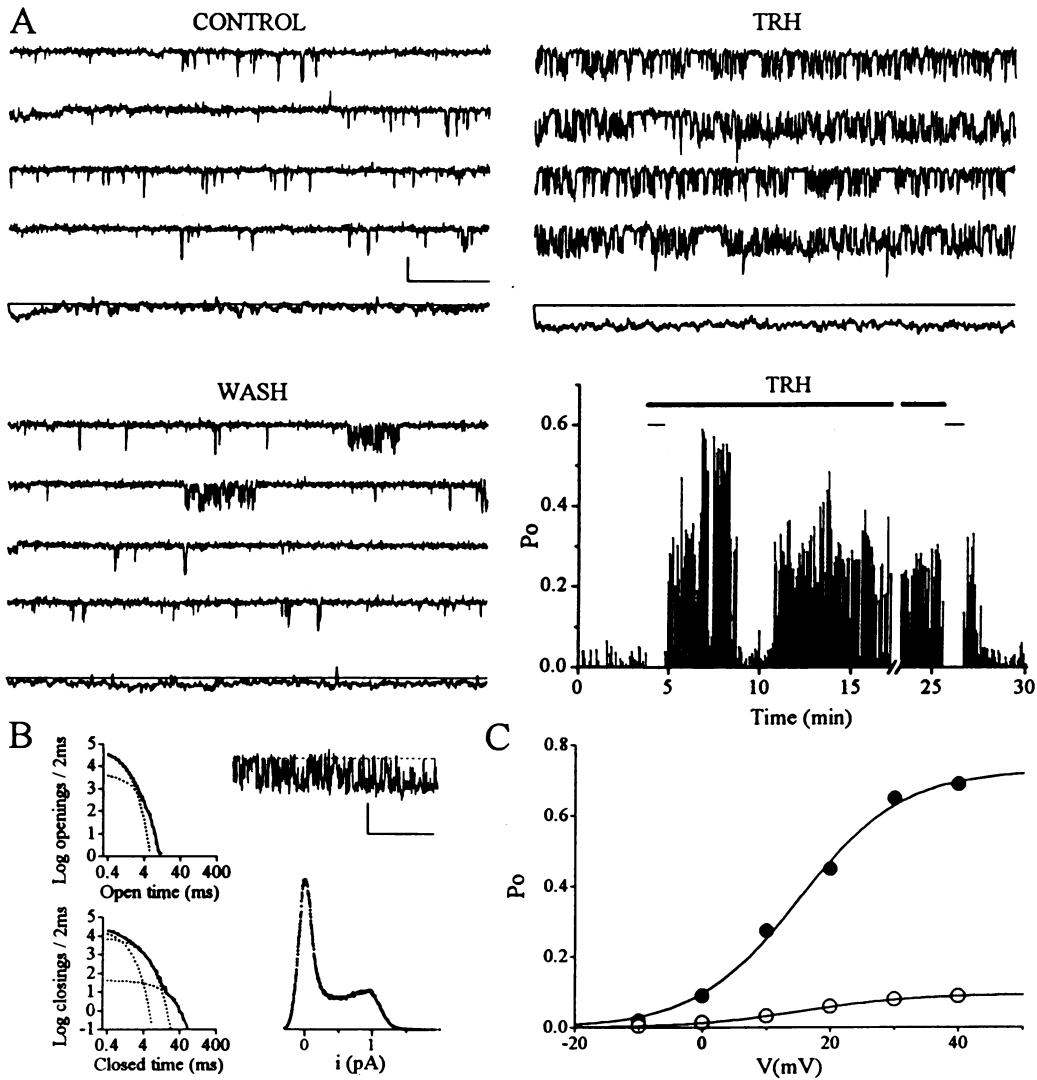 A
CONTROL
TRH
WASH
TRH
Po
0.6
0.4
0.2
0.0
0
5
10
15
25
30
Time (min)
B
Log openings / 2ms
5
4
3
2
1
0
0.4
4
40
400
Open time (ms)
Log closings / 2ms
5
4
3
2
1
0
-1
0.4
4
40
400
Closed time (ms)
0
1
i (pA)
C
Po
0.8
0.6
0.4
0.2
0.0
-20
0
20
40
V(mV)